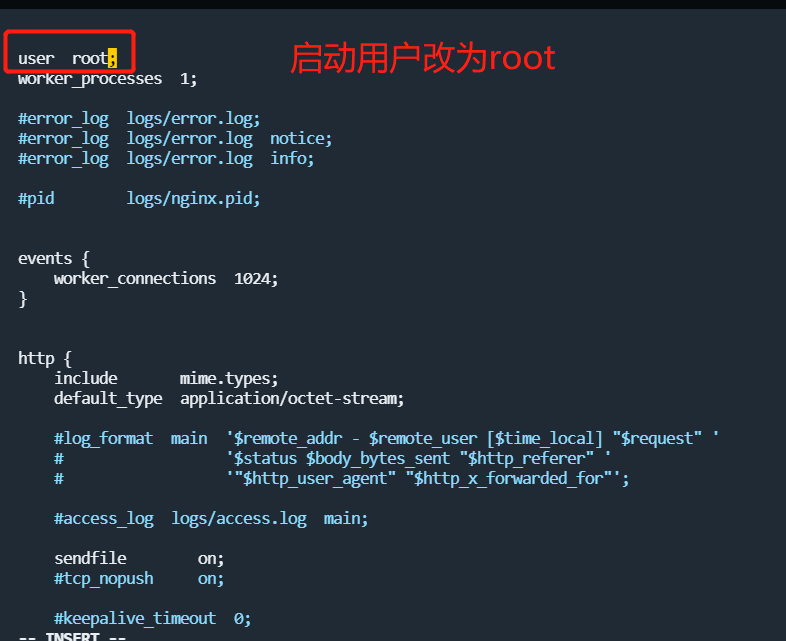 user  root;
启动用户改为root
worker_processes  1;
#error_log  logs/error.log;
#error_log  logs/error.log  notice;
#error_log  logs/error.log  info;
#pid        logs/nginx.pid;
events {
    worker_connections  1024;
}
http {
    include       mime.types;
    default_type  application/octet-stream;
    #log_format  main  '$remote_addr - $remote_user [$time_local] "$request" '
    #                  '$status $body_bytes_sent "$http_referer" '
    #                  '"$http_user_agent" "$http_x_forwarded_for"';
    #access_log  logs/access.log  main;
    sendfile        on;
    #tcp_nopush     on;
    #keepalive_timeout  0;
-- INSERT --